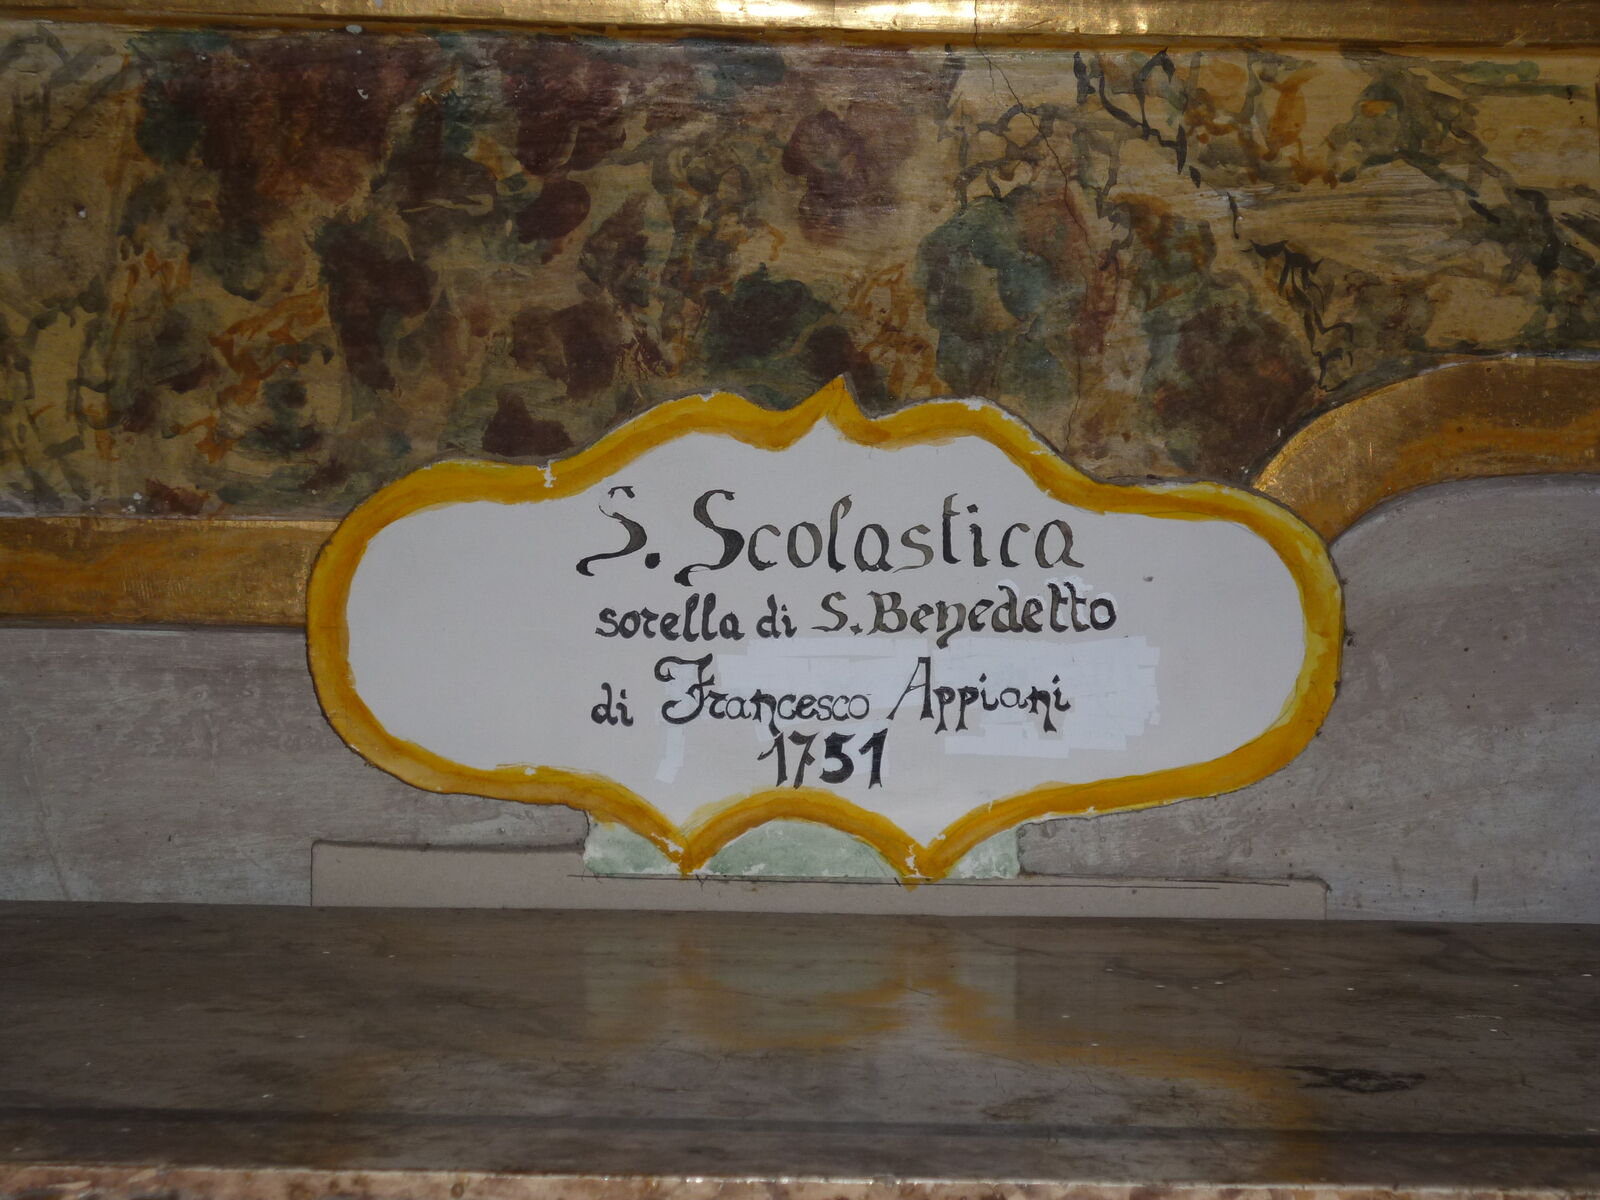 S. Scolastica
sorella di S. Benedetto
di Francesco Appiani
1751